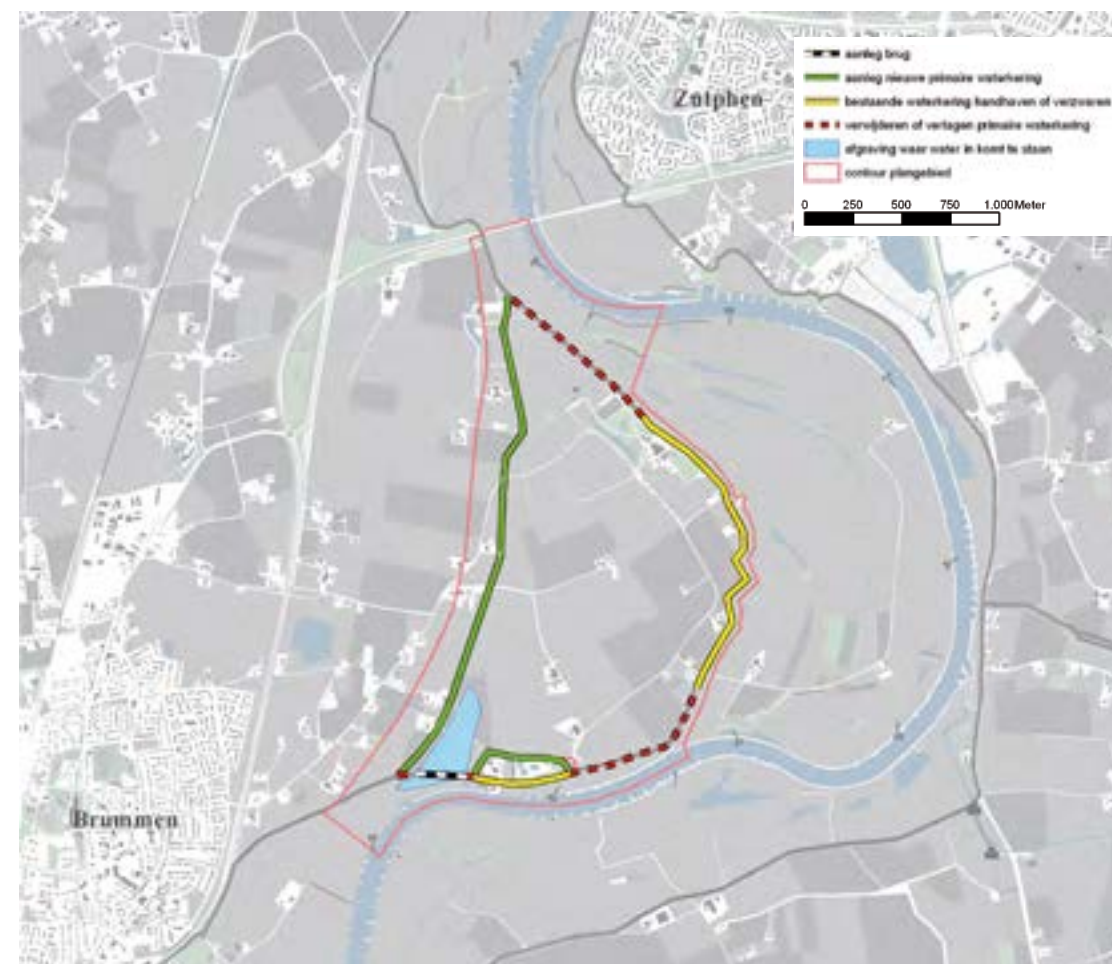 aanleg brug
aanleg nieuwe primaire waterkering
bestaande waterkering handhaven of verzwaren
verwijderen of verlagen primaire waterkering
afgraving waar water in komt te staan
contour plangebied
0 250 500 750 1.000Meter
Zutphen
Brummen